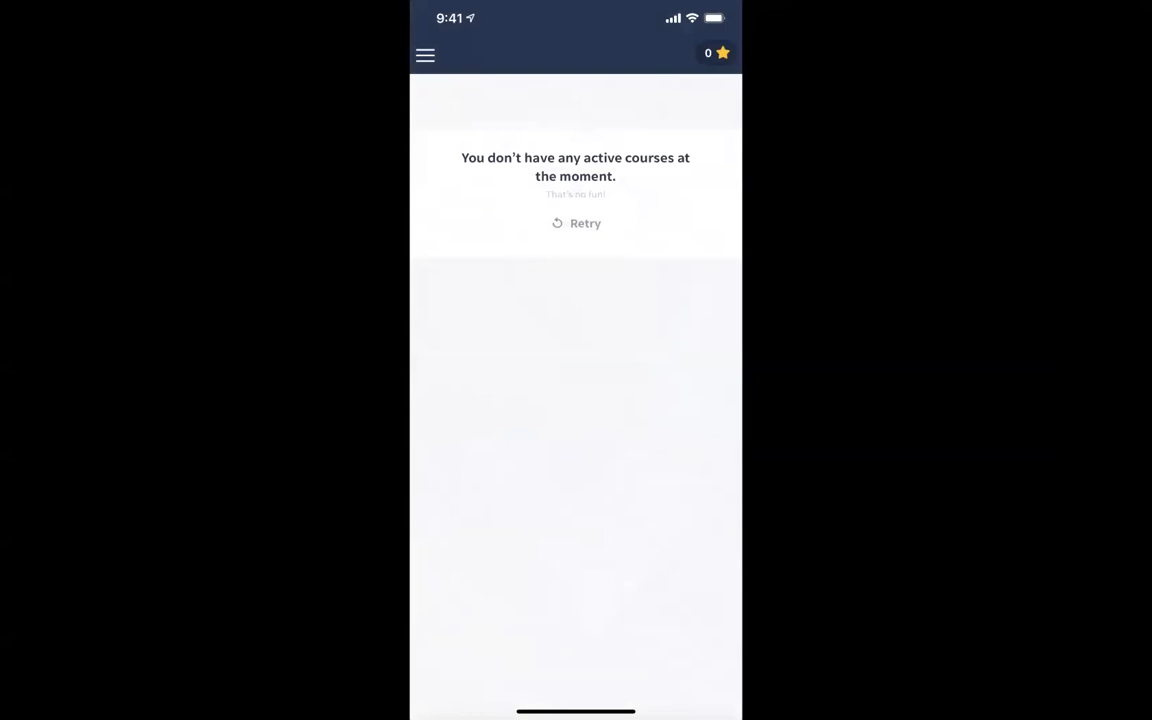 9:41
0
You don’t have any active courses at
the moment.
That's no fun!
Retry